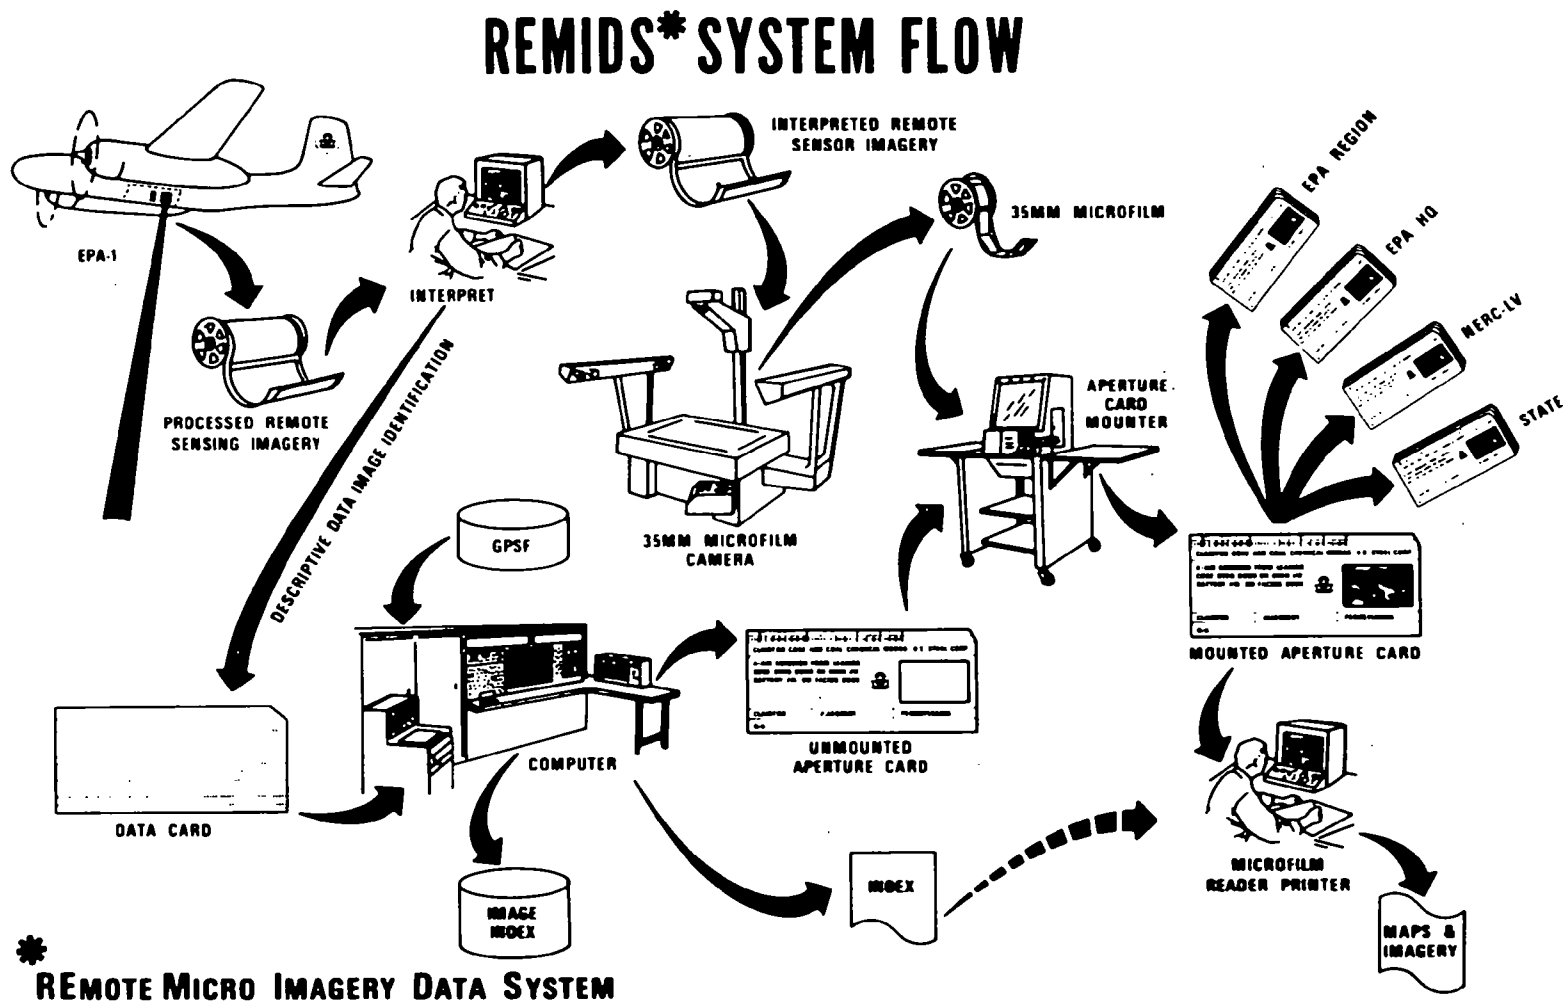 REMIDS* SYSTEM FLOW
EPA-1
PROCESSED REMOTE
SENSING IMAGERY
INTERPRET
INTERPRETED REMOTE
SENSOR IMAGERY
35MM MICROFILM
35MM MICROFILM
CAMERA
APERTURE
CARD
MOUNTER
EPA REGION
EPA HQ
NERC-LV
STATE
DESCRIPTIVE DATA IMAGE IDENTIFICATION
GPSF
COMPUTER
DATA CARD
UNMOUNTED
APERTURE CARD
MOUNTED APERTURE CARD
IMAGE
INDEX
INDEX
MICROFILM
READER PRINTER
MAPS &
IMAGERY
*
REMOTE MICRO IMAGERY DATA SYSTEM